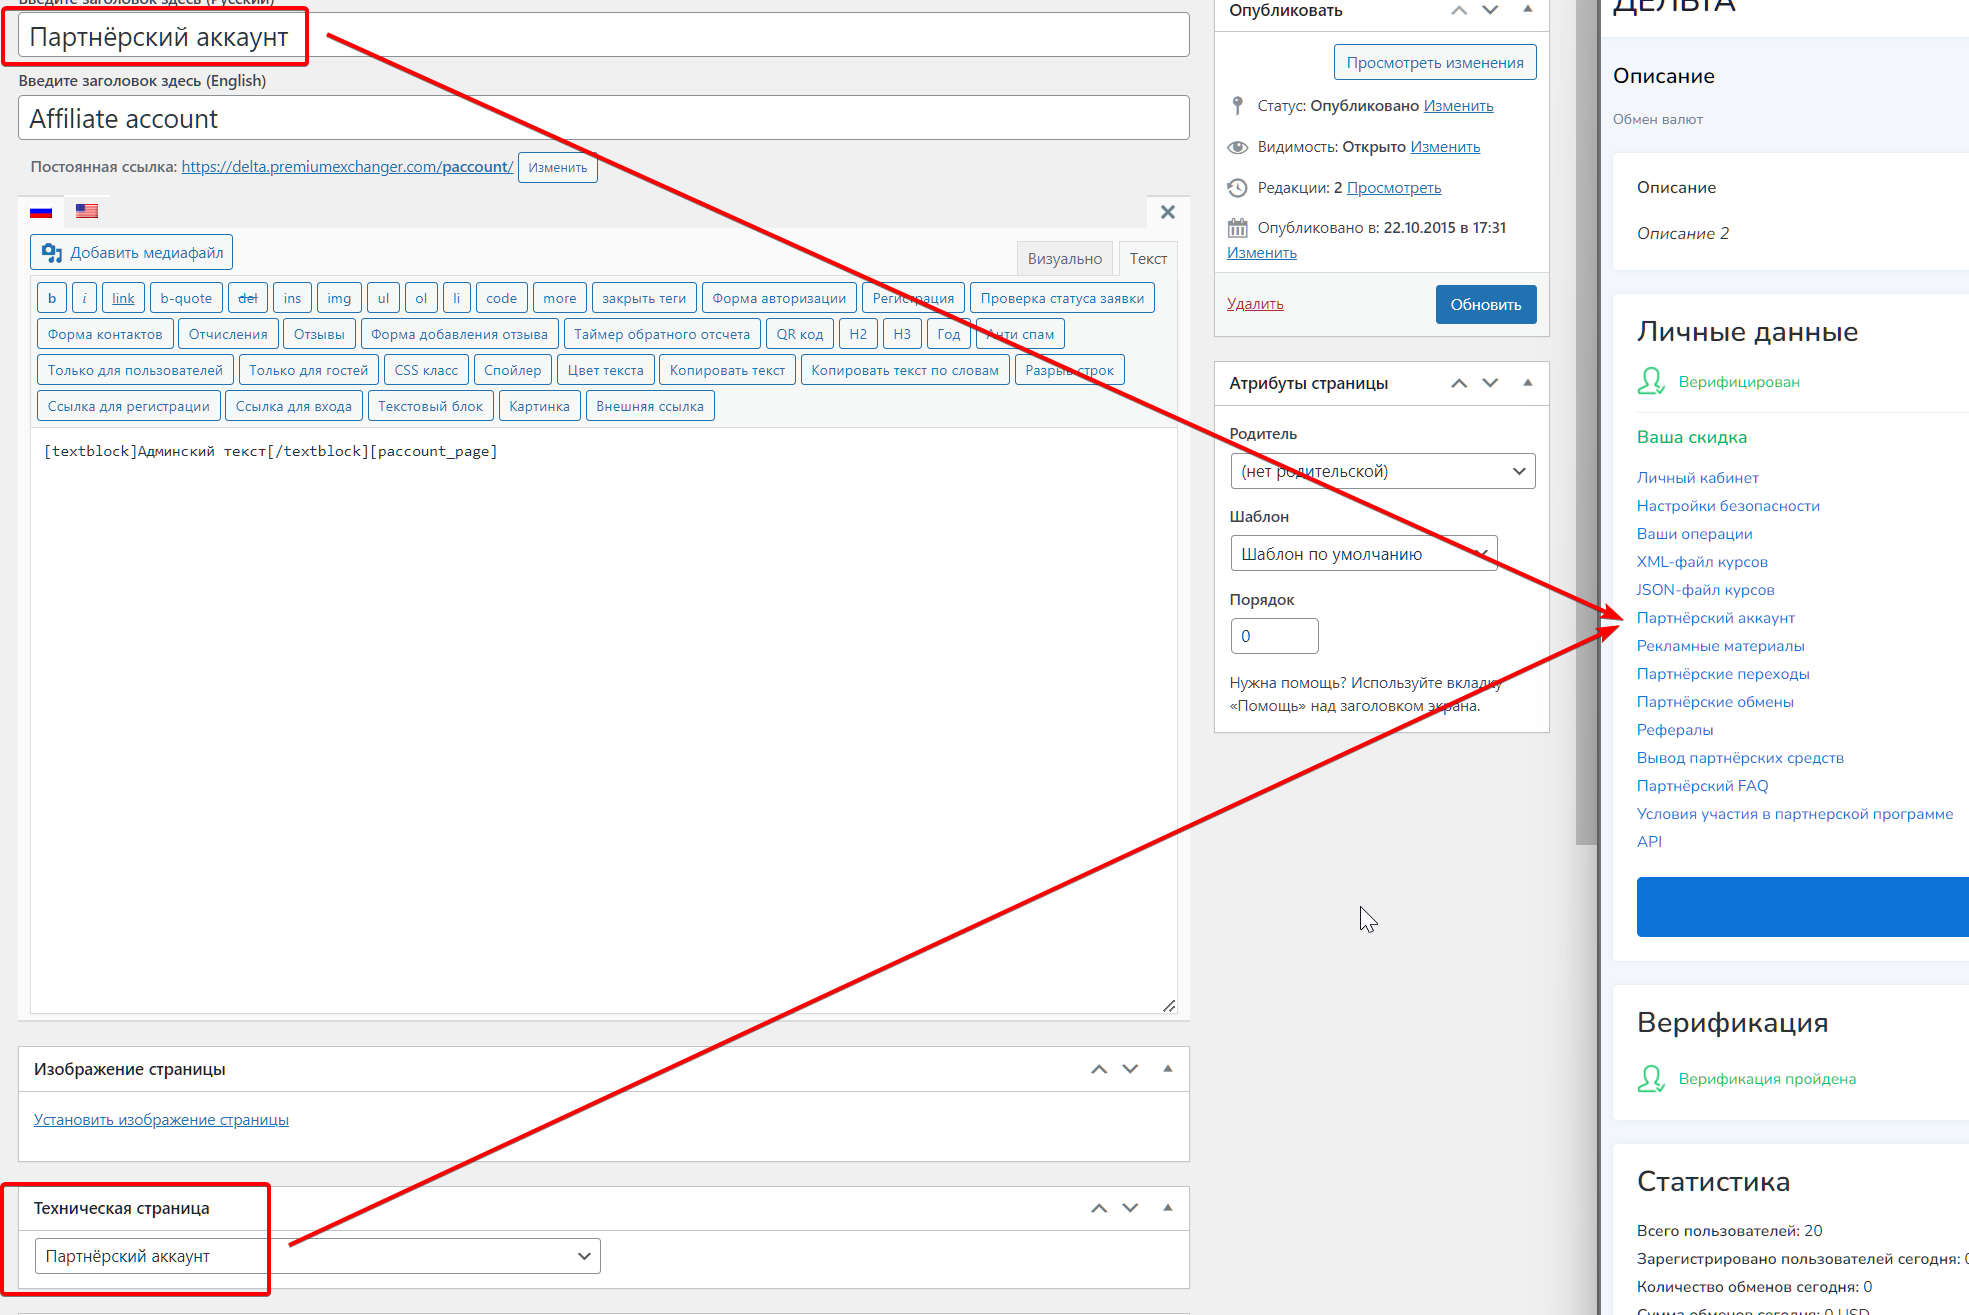 Введите заголовок здесь (Русский)
Партнёрский аккаунт
Введите заголовок здесь (English)
Affiliate account
Постоянная ссылка: https://delta.premiumexchanger.com/paccount/ Изменить
Добавить медиафайл
Визуально Текст
b i link b-quote del ins img ul ol li code more закрыть теги Форма авторизации Регистрация Проверка статуса заявки
Форма контактов Отчисления Отзывы Форма добавления отзыва Таймер обратного отсчета QR код H2 H3 Год Анти спам
Только для пользователей Только для гостей CSS класс Спойлер Цвет текста Копировать текст Копировать текст по словам Разрыв строк
Ссылка для регистрации Ссылка для входа Текстовый блок Картинка Внешняя ссылка
[textblock]Админский текст[/textblock][paccount_page]
Изображение страницы
Установить изображение страницы
Техническая страница
Партнёрский аккаунт
Опубликовать
Просмотреть изменения
Статус: Опубликовано Изменить
Видимость: Открыто Изменить
Редакции: 2 Просмотреть
Опубликовано в: 22.10.2015 в 17:31
Изменить
Удалить Обновить
Атрибуты страницы
Родитель
(нет родительской)
Шаблон
Шаблон по умолчанию
Порядок
0
Нужна помощь? Используйте вкладку
«Помощь» над заголовком экрана.
ДЕЛЬТА
Описание
Обмен валют
Описание
Описание 2
Личные данные
Верифицирован
Ваша скидка
Личный кабинет
Настройки безопасности
Ваши операции
XML-файл курсов
JSON-файл курсов
Партнёрский аккаунт
Рекламные материалы
Партнёрские переходы
Партнёрские обмены
Рефералы
Вывод партнёрских средств
Партнёрский FAQ
Условия участия в партнерской программе
API
Верификация
Верификация пройдена
Статистика
Всего пользователей: 20
Зарегистрировано пользователей сегодня: 0
Количество обменов сегодня: 0
Сумма обменов сегодня: 0 USD